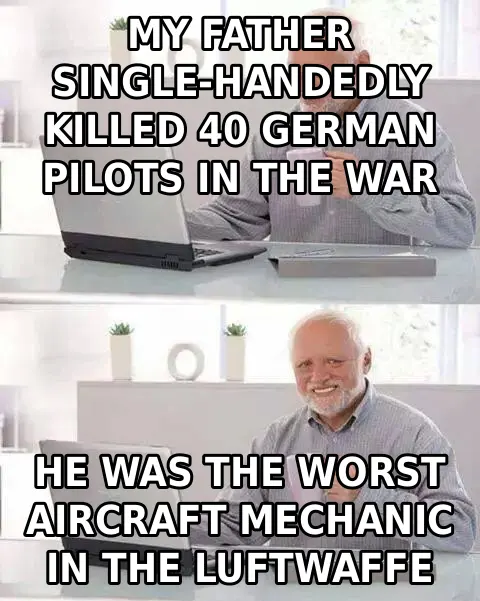 MY FATHER
SINGLE-HANDEDLY
KILLED 40 GERMAN
PILOTS IN THE WAR
HE WAS THE WORST
AIRCRAFT MECHANIC
IN THE LUFTWAFFE